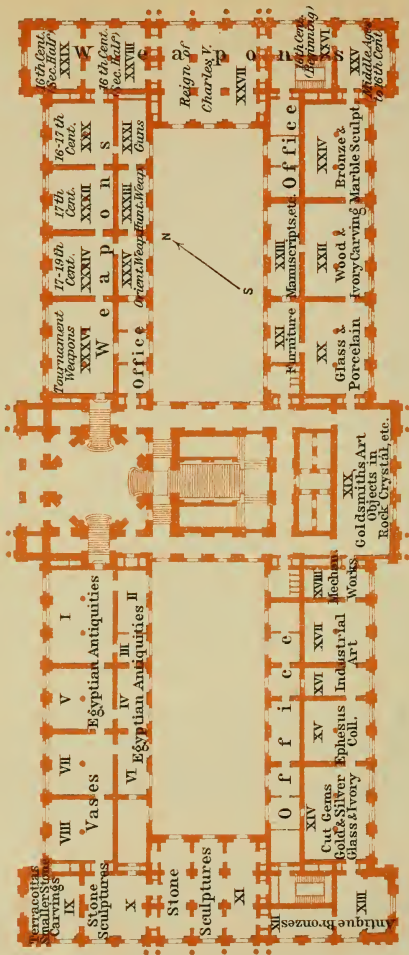 16th Cent.
(Sec. Half)
XXIX
16th Cent.
(Sec. Half)
XXVIII
Reign of
Charles V.
XXVII
16th Cent.
(Beginning)
XXVI
XXV
Middle Ages
to 16th Cent.
Weapons
16-17th
Cent.
XXX
XXXI
Guns
17th
Cent.
XXXII
XXXIII
Hunt. Weap.
17-19th
Cent.
XXXIV
XXXV
Orient. Weap.
Tournament
Weapons
XXXVI
Weapons
Office
N
S
Office
XXIV
Bronze &
Marble Sculpt.
XXIII
Manuscripts, etc.
XXII
Wood &
Ivory Carving
XXI
Furniture
XX
Glass &
Porcelain
XIX
Goldsmiths Art
Objects in
Rock Crystal, etc.
I
Egyptian Antiquities
II
III
Egyptian Antiquities
IV
V
VI
VII
VIII
Vases
Terracottas
Smaller Stone
Carvings
IX
Stone
Sculptures
X
Stone
Sculptures
XI
Office
XVIII
Mechan.
Works
XVII
Industrial
Art
XVI
XV
Ephesus
Coll.
XIV
Cut Gems
Gold & Silver
Glass & Ivory
XIII
Antique Bronzes